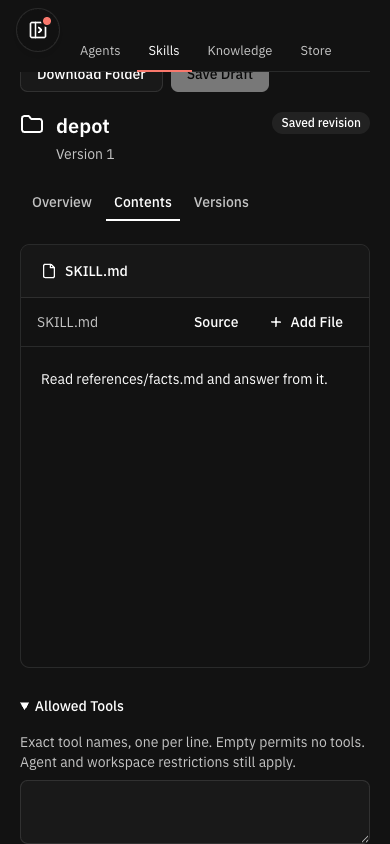 Agents
Skills
Knowledge
Store
Download Folder
Save Draft
depot
Saved revision
Version 1
Overview
Contents
Versions
SKILL.md
SKILL.md
Source
Add File
Read references/facts.md and answer from it.
▼ Allowed Tools
Exact tool names, one per line. Empty permits no tools.
Agent and workspace restrictions still apply.